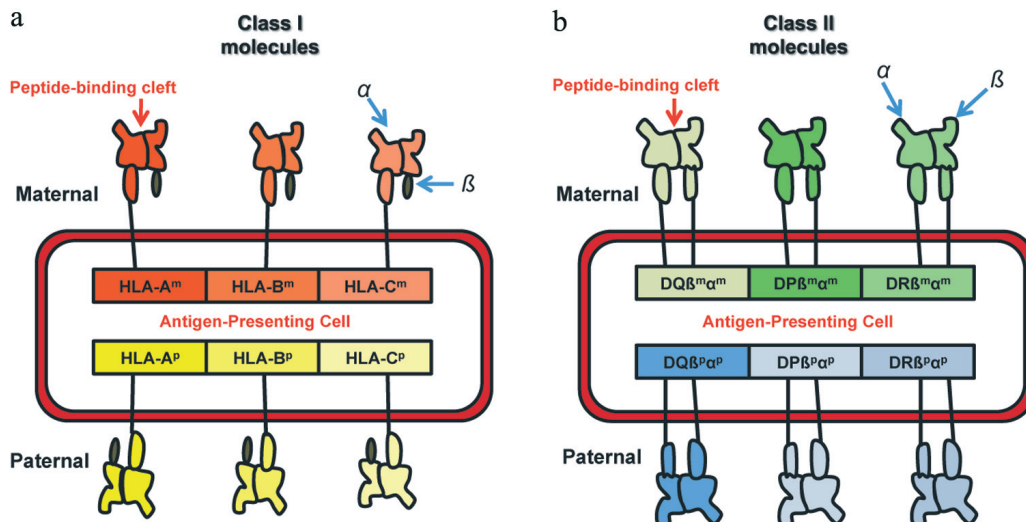 a
Class I
molecules
Peptide-binding cleft
α
ß
Maternal
HLA-Aᵐ HLA-Bᵐ HLA-Cᵐ
Antigen-Presenting Cell
HLA-Aᵖ HLA-Bᵖ HLA-Cᵖ
Paternal
b
Class II
molecules
Peptide-binding cleft
α
ß
Maternal
DQßᵐαᵐ DPßᵐαᵐ DRßᵐαᵐ
Antigen-Presenting Cell
DQßᵖαᵖ DPßᵖαᵖ DRßᵖαᵖ
Paternal